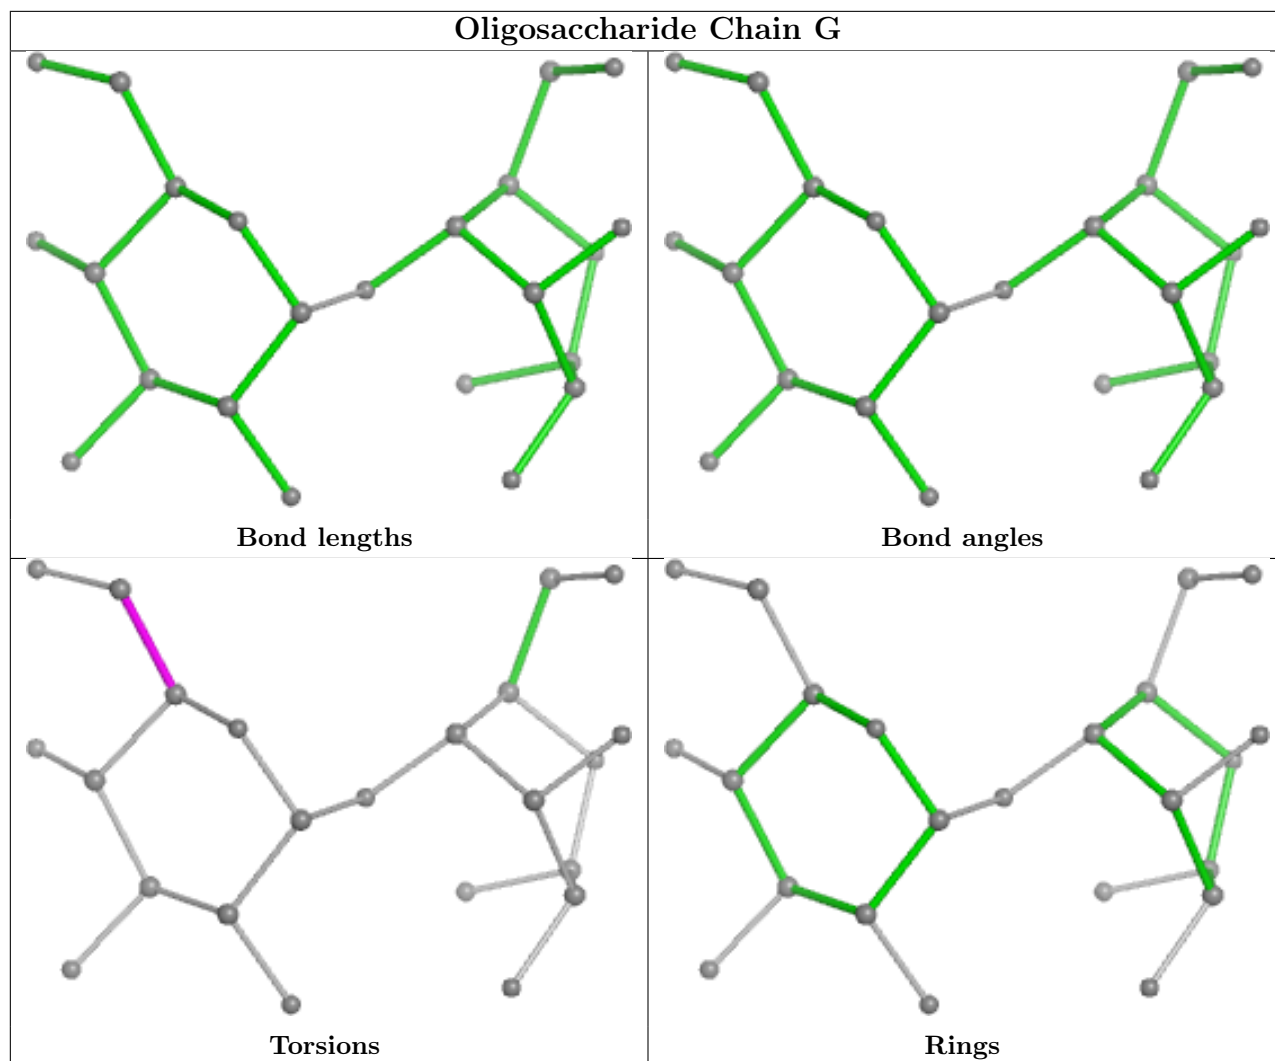 Oligosaccharide Chain G
Bond lengths
Bond angles
Torsions
Rings